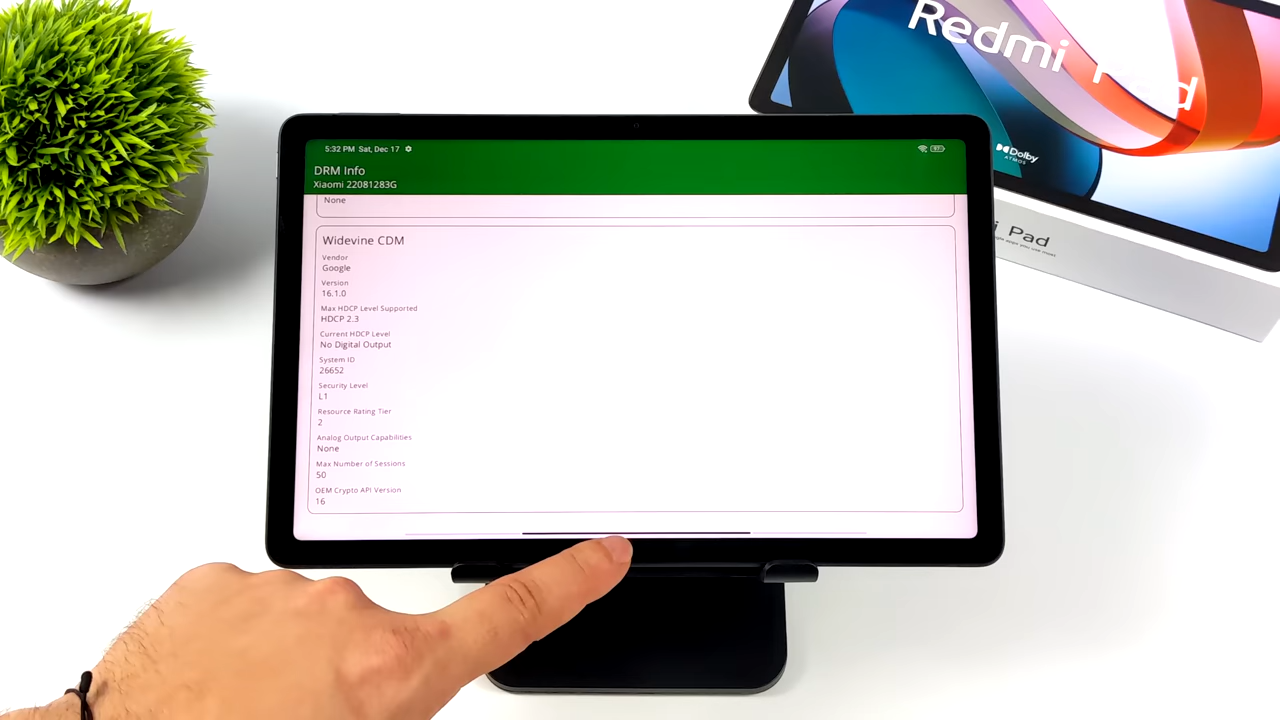 Redmi Pad
Dolby
ATMOS
Pad
5:32 PM Sat, Dec 17
DRM Info
Xiaomi 22081283G
None
Widevine CDM
Vendor
Google
Version
16.1.0
Max HDCP Level Supported
HDCP 2.3
Current HDCP Level
No Digital Output
System ID
26652
Security Level
L1
Resource Rating Tier
2
Analog Output Capabilities
None
Max Number of Sessions
50
OEM Crypto API Version
16